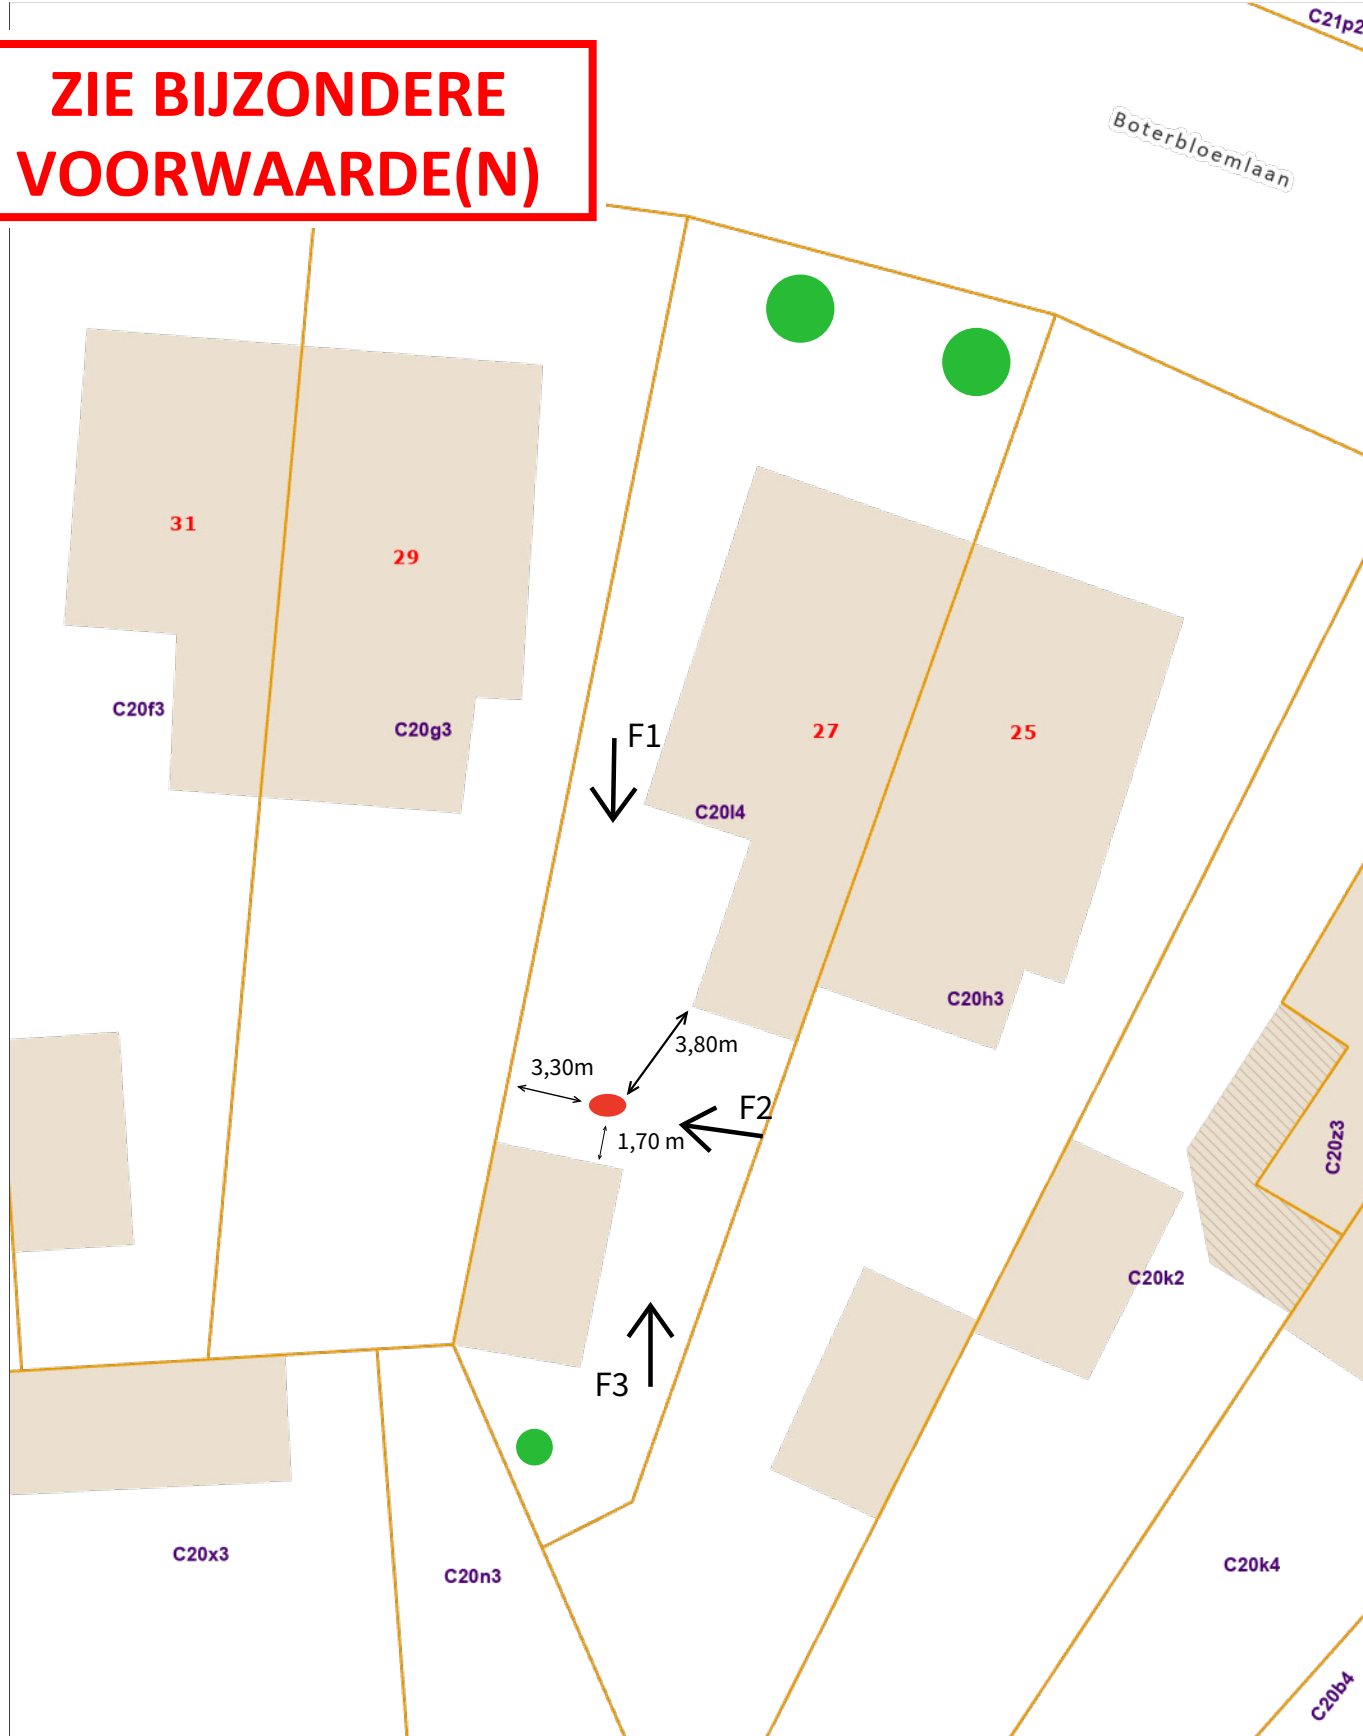 C21p2
ZIE BIJZONDERE
VOORWAARDE(N)
Boterbloemlaan
31
29
C20f3
C20g3
F1
27
25
C20l4
C20h3
3,80m
3,30m
F2
1,70 m
C20z3
C20k2
F3
C20x3
C20n3
C20k4
C20b4